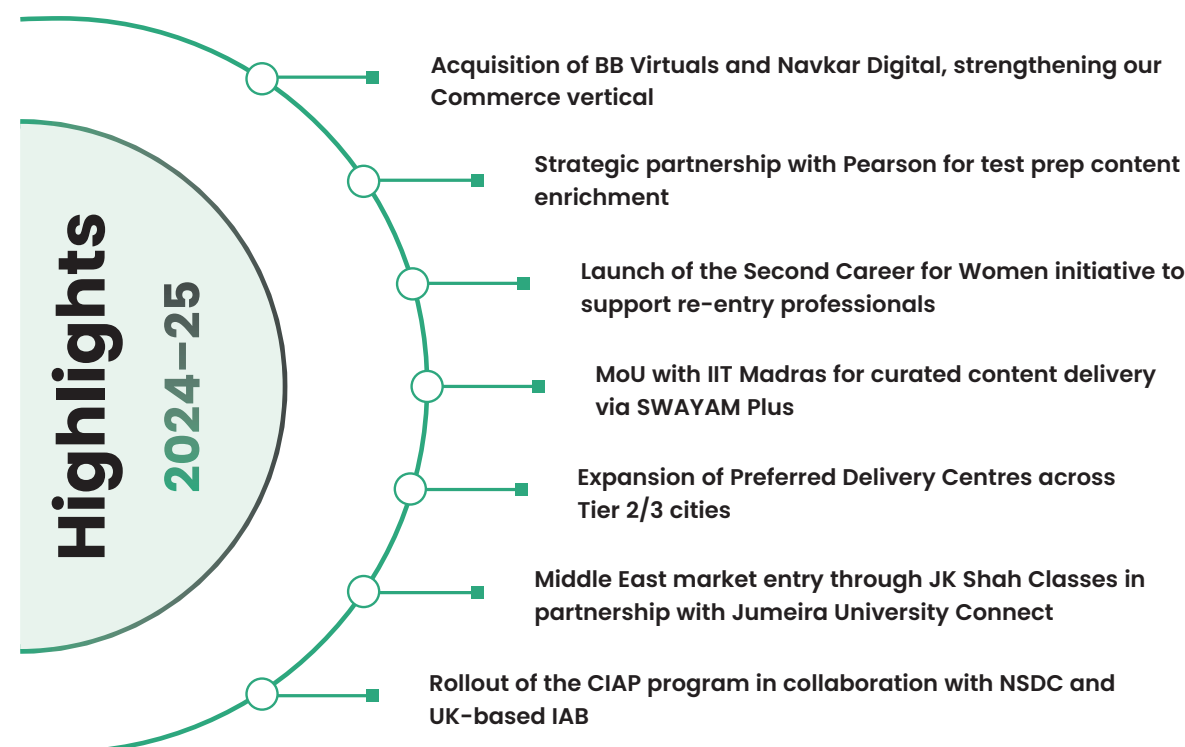 Highlights
2024–25
Acquisition of BB Virtuals and Navkar Digital, strengthening our
Commerce vertical
Strategic partnership with Pearson for test prep content
enrichment
Launch of the Second Career for Women initiative to
support re-entry professionals
MoU with IIT Madras for curated content delivery
via SWAYAM Plus
Expansion of Preferred Delivery Centres across
Tier 2/3 cities
Middle East market entry through JK Shah Classes in
partnership with Jumeira University Connect
Rollout of the CIAP program in collaboration with NSDC and
UK-based IAB